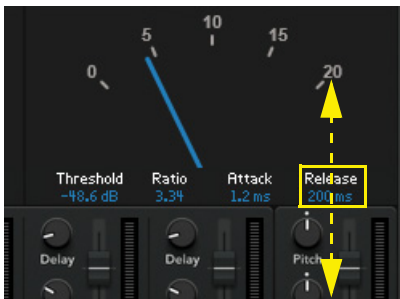 0 5 10 15 20
Threshold Ratio Attack Release
-48.6 dB 3.34 1.2 ms 200 ms
Delay Delay Pitch